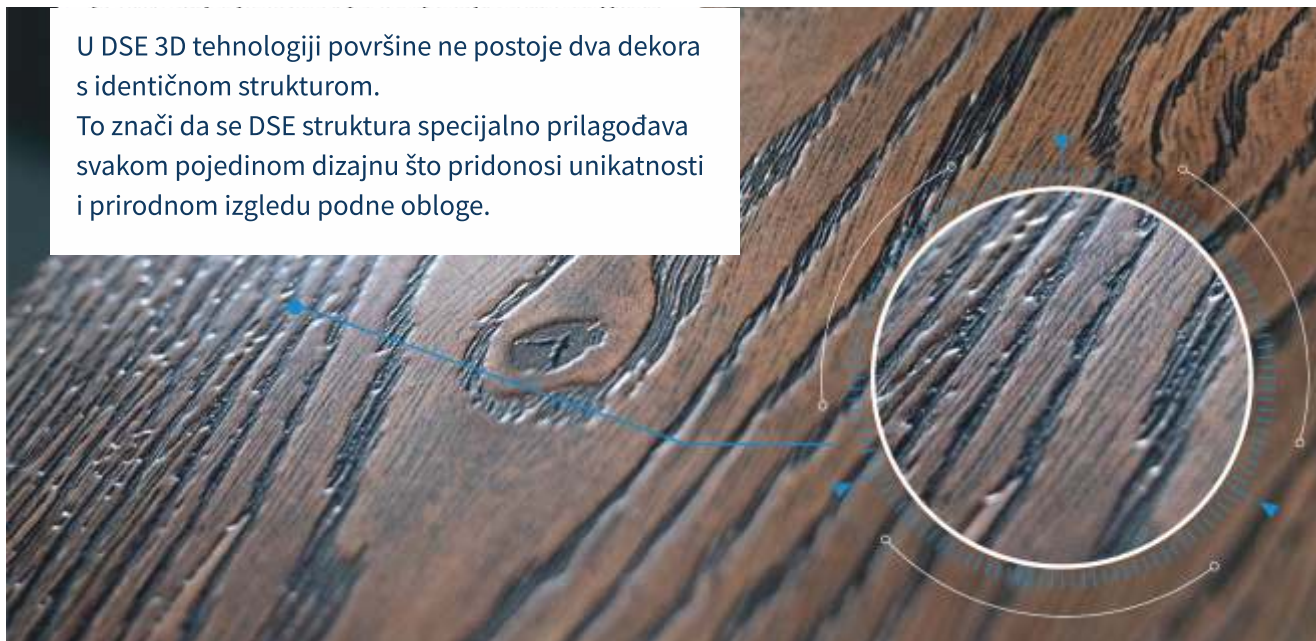 U DSE 3D tehnologiji površine ne postoje dva dekora
s identičnom strukturom.
To znači da se DSE struktura specijalno prilagođava
svakom pojedinom dizajnu što pridonosi unikatnosti
i prirodnom izgledu podne obloge.